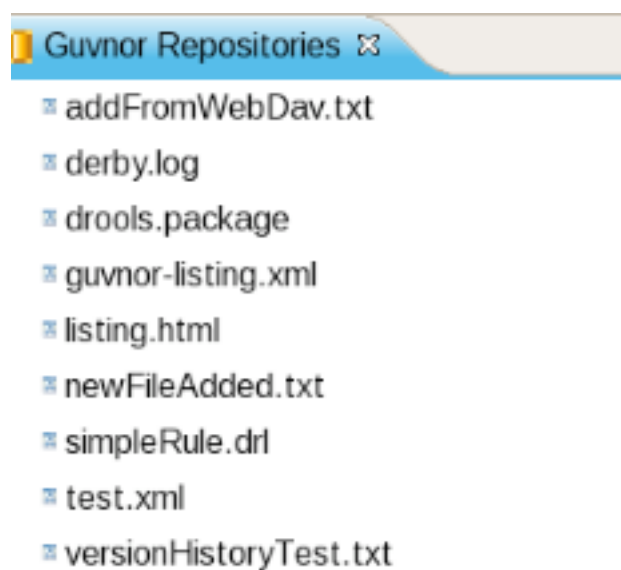 Guvnor Repositories
addFromWebDav.txt
derby.log
drools.package
guvnor-listing.xml
listing.html
newFileAdded.txt
simpleRule.drl
test.xml
versionHistoryTest.txt